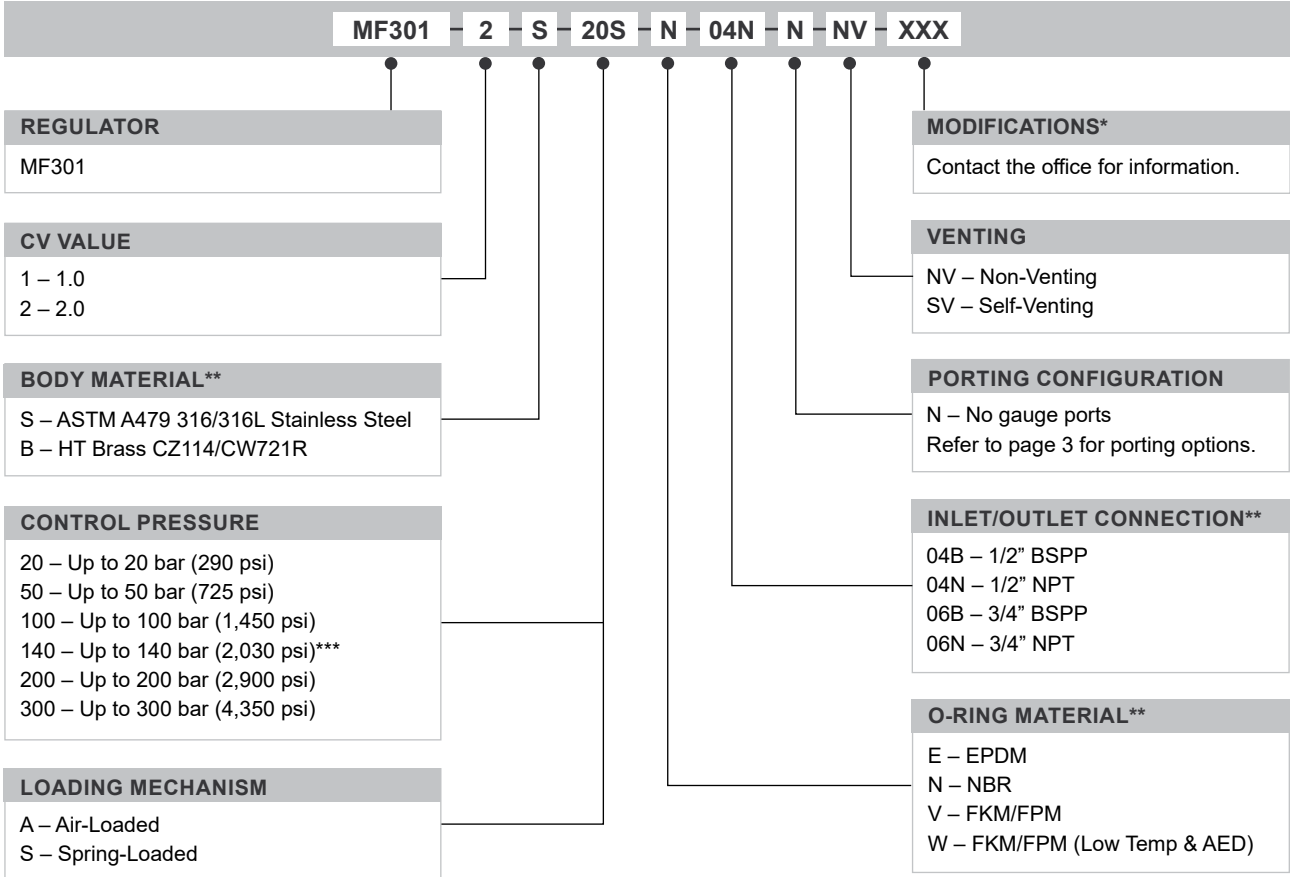 MF301 – 2 – S – 20S – N – 04N – N – NV – XXX
REGULATOR
MF301
CV VALUE
1 – 1.0
2 – 2.0
BODY MATERIAL**
S – ASTM A479 316/316L Stainless Steel
B – HT Brass CZ114/CW721R
CONTROL PRESSURE
20 – Up to 20 bar (290 psi)
50 – Up to 50 bar (725 psi)
100 – Up to 100 bar (1,450 psi)
140 – Up to 140 bar (2,030 psi)***
200 – Up to 200 bar (2,900 psi)
300 – Up to 300 bar (4,350 psi)
LOADING MECHANISM
A – Air-Loaded
S – Spring-Loaded
MODIFICATIONS*
Contact the office for information.
VENTING
NV – Non-Venting
SV – Self-Venting
PORTING CONFIGURATION
N – No gauge ports
Refer to page 3 for porting options.
INLET/OUTLET CONNECTION**
04B – 1/2” BSPP
04N – 1/2” NPT
06B – 3/4” BSPP
06N – 3/4” NPT
O-RING MATERIAL**
E – EPDM
N – NBR
V – FKM/FPM
W – FKM/FPM (Low Temp & AED)